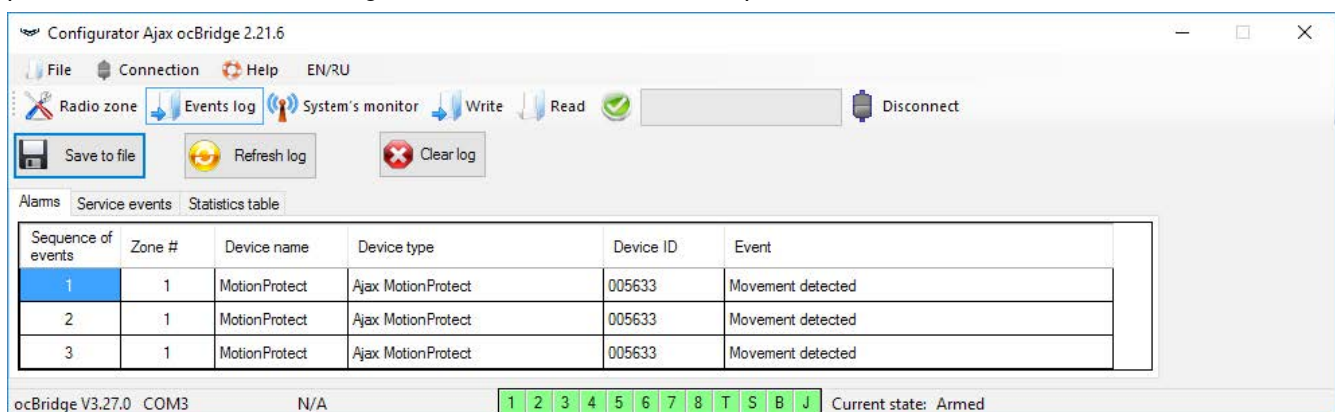 Configurator Ajax ocBridge 2.21.6
File Connection Help EN/RU
Radio zone Events log System's monitor Write Read Disconnect
Save to file Refresh log Clear log
Alarms Service events Statistics table
Sequence of events Zone # Device name Device type Device ID Event
1 1 MotionProtect Ajax MotionProtect 005633 Movement detected
2 1 MotionProtect Ajax MotionProtect 005633 Movement detected
3 1 MotionProtect Ajax MotionProtect 005633 Movement detected
ocBridge V3.27.0 COM3 N/A 1 2 3 4 5 6 7 8 T S B J Current state: Armed